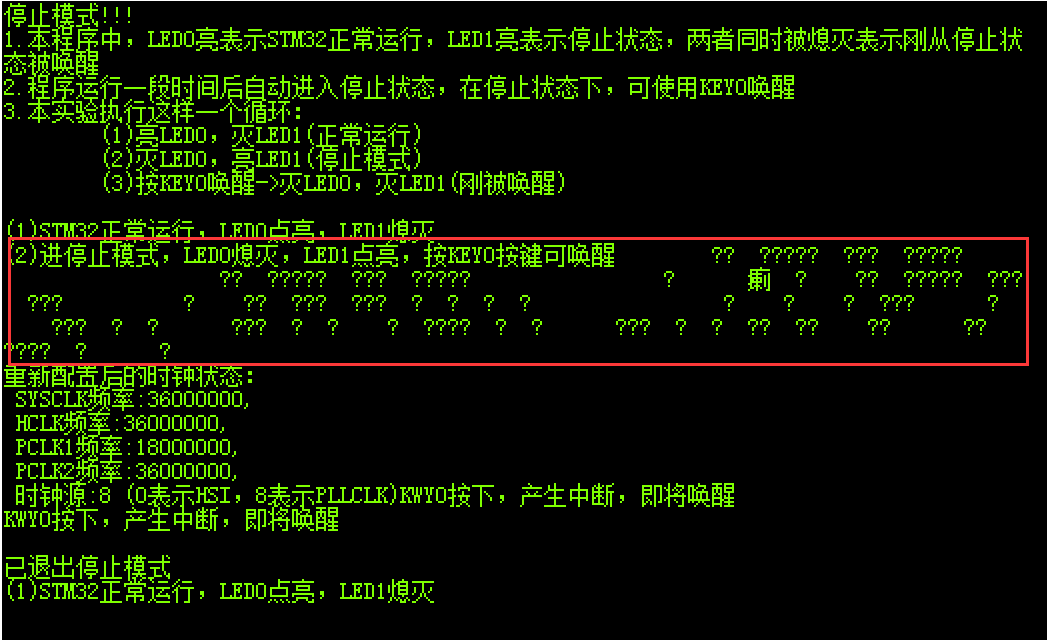 停止模式!!!
1.本程序中，LED0亮表示STM32正常运行，LED1亮表示停止状态，两者同时被熄灭表示刚从停止状
态被唤醒
2.程序运行一段时间后自动进入停止状态，在停止状态下，可使用KEY0唤醒
3.本实验执行这样一个循环：
(1)亮LED0，灭LED1(正常运行)
(2)灭LED0，亮LED1(停止模式)
(3)按KEY0唤醒->灭LED0，灭LED1(刚被唤醒)
(1)STM32正常运行，LED0点亮，LED1熄灭
(2)进停止模式，LED0熄灭，LED1点亮，按KEY0按键可唤醒 ?? ????? ??? ?????
?? ????? ??? ????? ? 痢 ? ?? ????? ???
??? ? ?? ??? ??? ? ? ? ? ? ? ? ??? ?
??? ? ? ??? ? ? ? ???? ? ? ??? ? ? ?? ?? ?? ??
???? ? ?
重新配置后的时钟状态：
SYSCLK频率:36000000,
HCLK频率:36000000,
PCLK1频率:18000000,
PCLK2频率:36000000,
时钟源:8 (0表示HSI，8表示PLLCLK)KWY0按下，产生中断，即将唤醒
KWY0按下，产生中断，即将唤醒
已退出停止模式
(1)STM32正常运行，LED0点亮，LED1熄灭